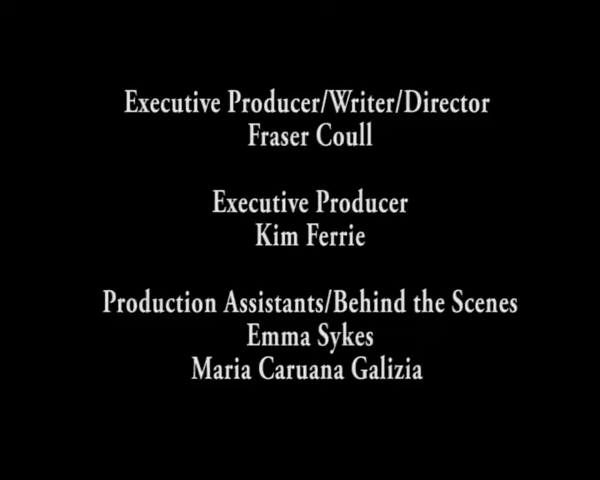 Executive Producer/Writer/Director
Fraser Coull
Executive Producer
Kim Ferrie
Production Assistants/Behind the Scenes
Emma Sykes
Maria Caruana Galizia